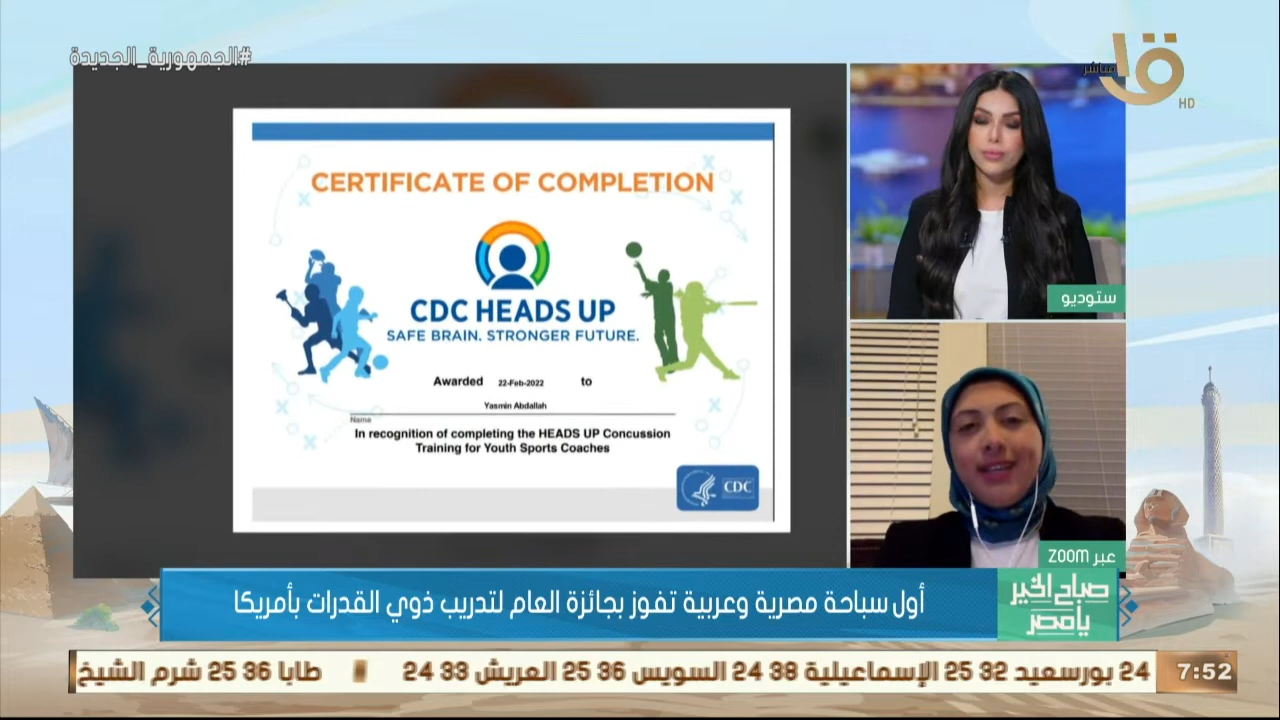 #الجمهورية_الجديدة
مباشر
HD
CERTIFICATE OF COMPLETION
CDC HEADS UP
SAFE BRAIN. STRONGER FUTURE.
Awarded 22-Feb-2022 to
Yasmin Abdallah
Name
In recognition of completing the HEADS UP Concussion
Training for Youth Sports Coaches
CDC
ستوديو
عبر ZOOM
صباح الخير
يا مصر
أول سباحة مصرية وعربية تفوز بجائزة العام لتدريب ذوي القدرات بأمريكا
24 بورسعيد 32 25 الإسماعيلية 38 24 السويس 36 25 العريش 33 24 طابا 36 25 شرم الشيخ
7:52